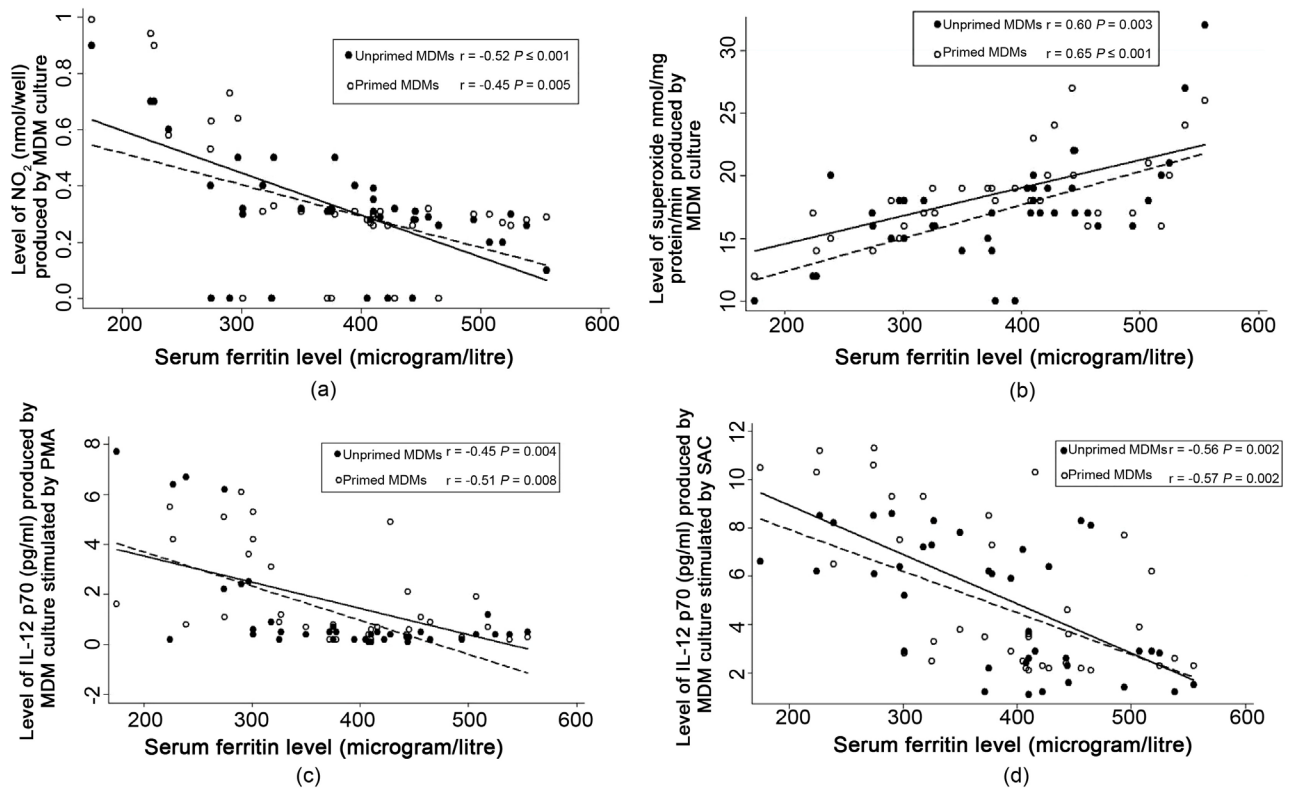 Level of NO2 (nmol/well)
produced by MDM culture
0.0 0.2 0.4 0.6 0.8 1
Unprimed MDMs r = -0.52 P ≤ 0.001
Primed MDMs r = -0.45 P = 0.005
200 300 400 500 600
Serum ferritin level (microgram/litre)
(a)
Level of superoxide nmol/mg
protein/min produced by
MDM culture
10 15 20 25 30
Unprimed MDMs r = 0.60 P = 0.003
Primed MDMs r = 0.65 P ≤ 0.001
200 300 400 500 600
Serum ferritin level (microgram/litre)
(b)
Level of IL-12 p70 (pg/ml) produced by
MDM culture stimulated by PMA
-2 0 2 4 6 8
Unprimed MDMs r = -0.45 P = 0.004
Primed MDMs r = -0.51 P = 0.008
200 300 400 500 600
Serum ferritin level (microgram/litre)
(c)
Level of IL-12 p70 (pg/ml) produced by
MDM culture stimulated by SAC
2 4 6 8 10 12
Unprimed MDMs r = -0.56 P = 0.002
Primed MDMs r = -0.57 P = 0.002
200 300 400 500 600
Serum ferritin level (microgram/litre)
(d)